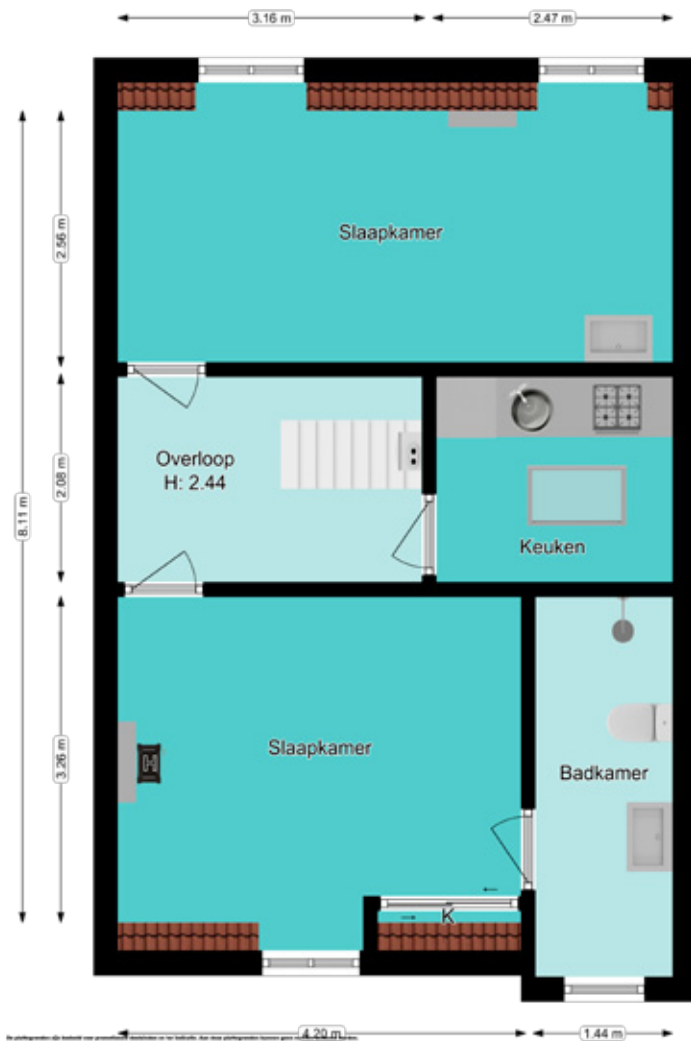 3.16 m
2.47 m
Slaapkamer
2.56 m
Overloop
H: 2.44
2.08 m
8.11 m
Keuken
Slaapkamer
3.26 m
Badkamer
K
4.20 m
1.44 m